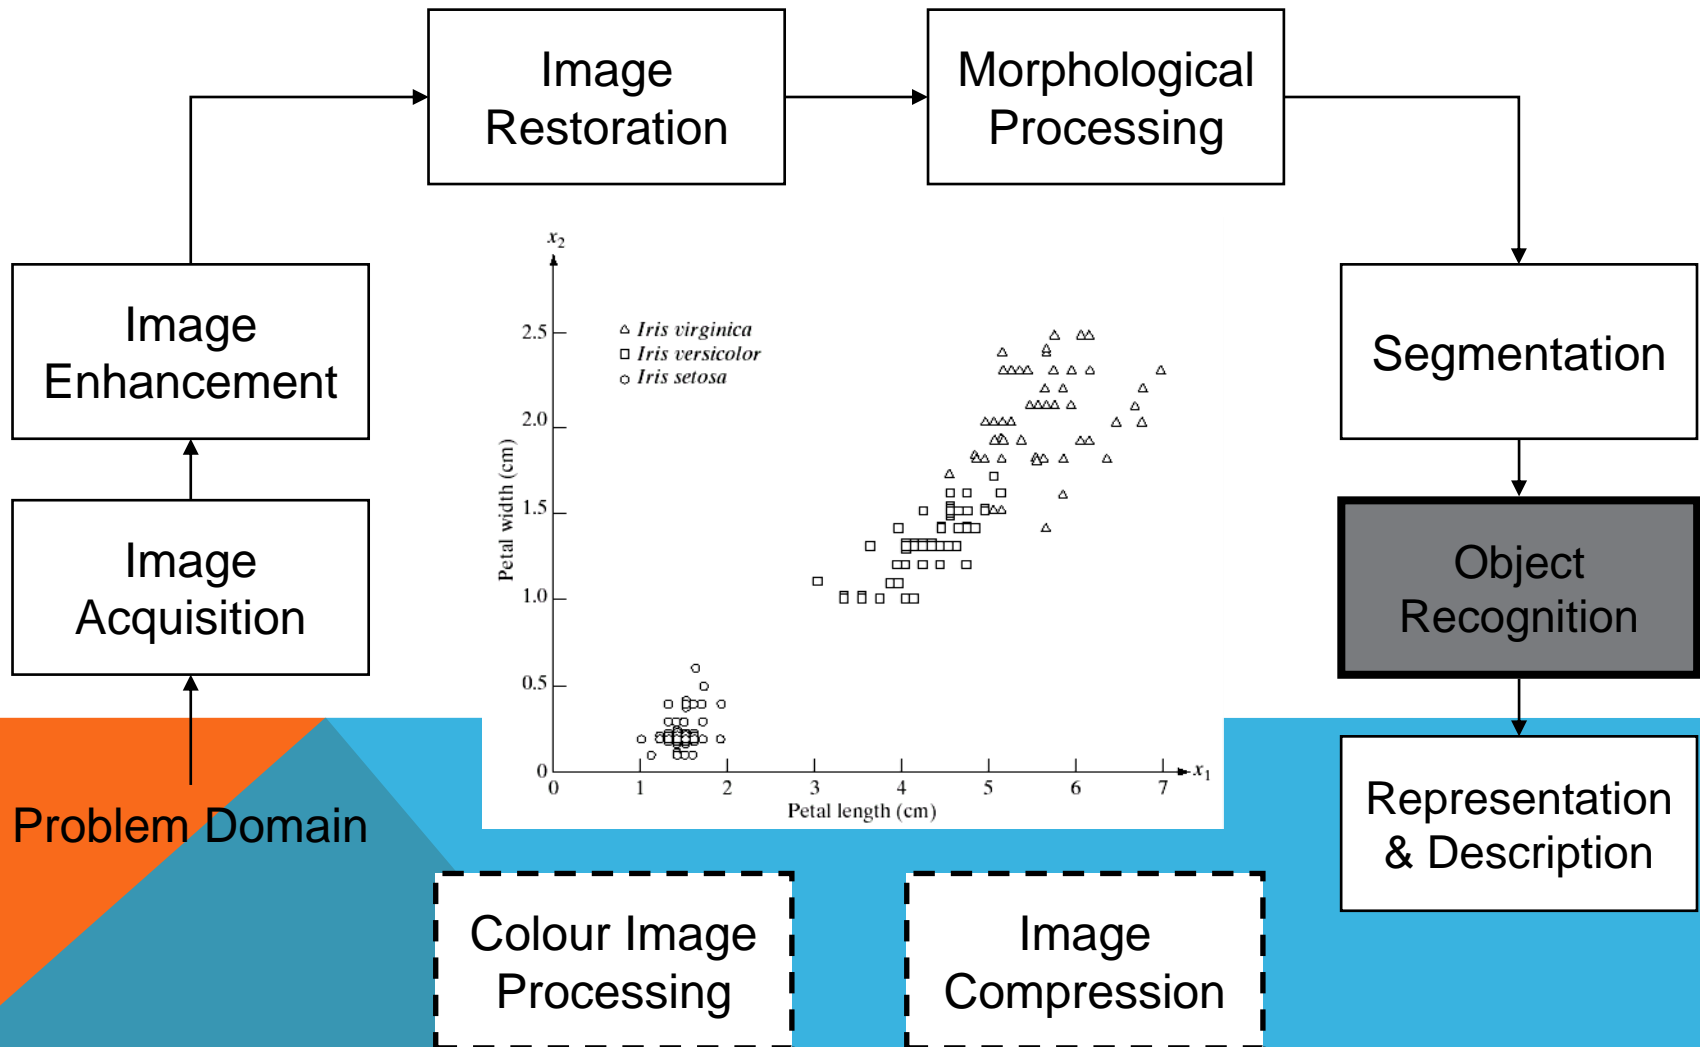 Image
Restoration
Morphological
Processing
Image
Enhancement
Segmentation
Image
Acquisition
Object
Recognition
Problem Domain
Representation
& Description
Colour Image
Processing
Image
Compression
x2
2.5
2.0
1.5
1.0
0.5
0
Petal width (cm)
Iris virginica
Iris versicolor
Iris setosa
0 1 2 3 4 5 6 7
x1
Petal length (cm)